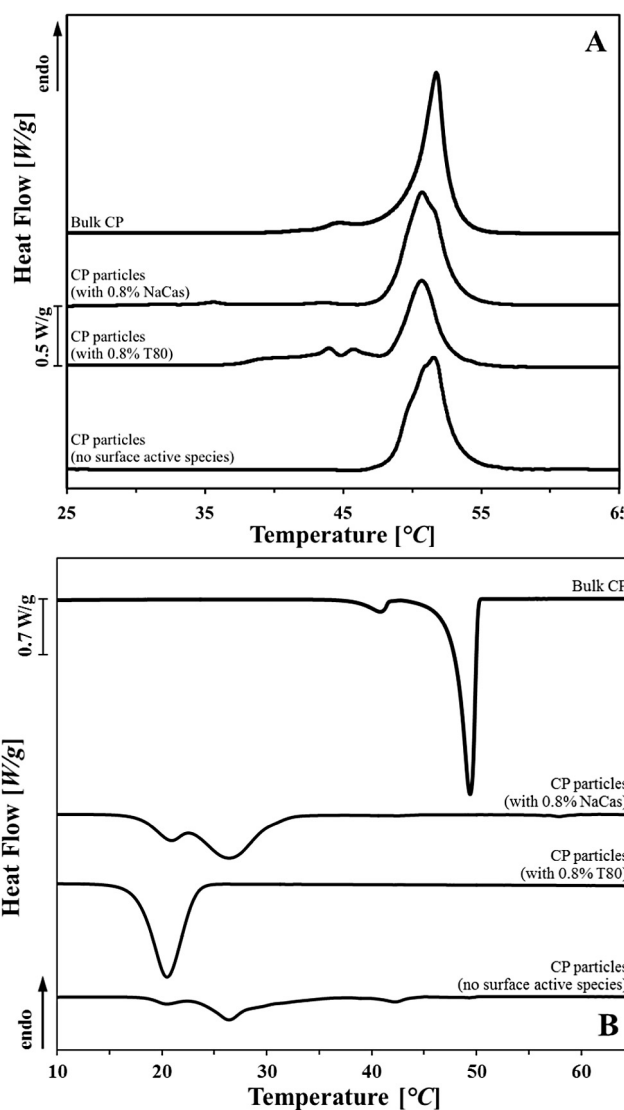 A
endo
Heat Flow [W/g]
0.5 W/g
Bulk CP
CP particles
(with 0.8% NaCas)
CP particles
(with 0.8% T80)
CP particles
(no surface active species)
25 35 45 55 65
Temperature [°C]
0.7 W/g
Heat Flow [W/g]
endo
Bulk CP
CP particles
(with 0.8% NaCas)
CP particles
(with 0.8% T80)
CP particles
(no surface active species)
B
10 20 30 40 50 60
Temperature [°C]